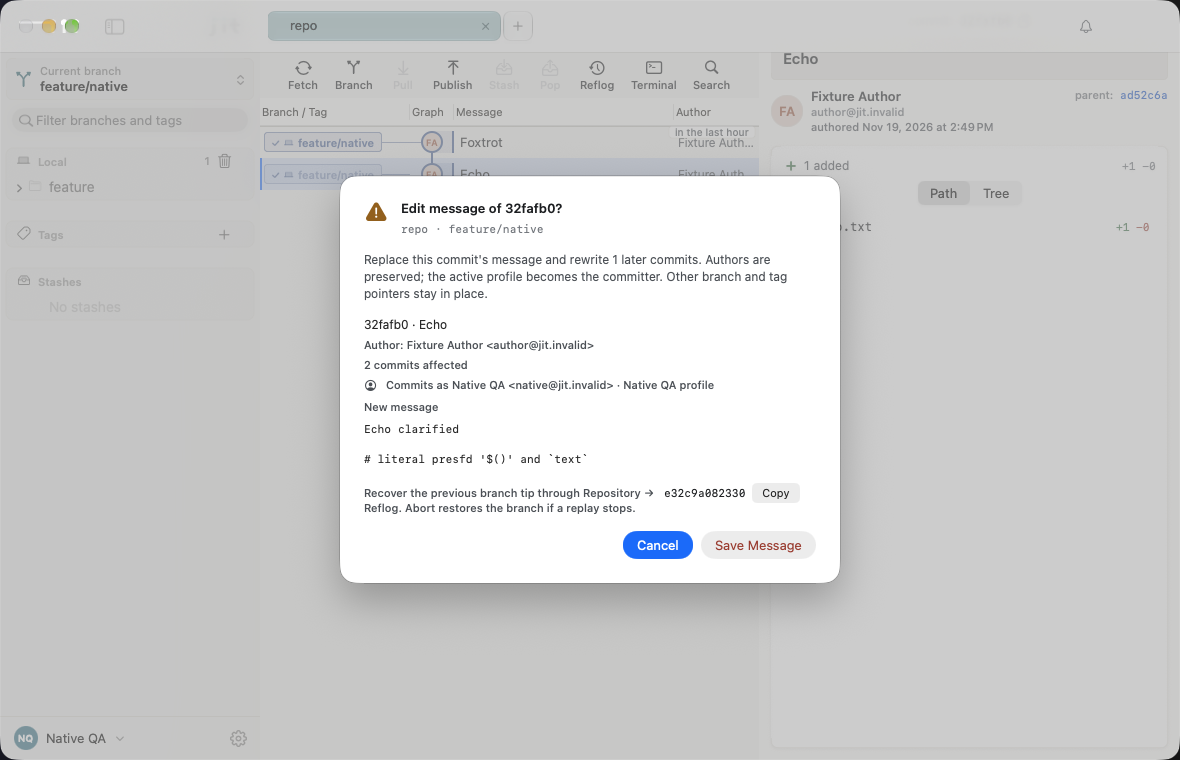 repo
Current branch
feature/native
Filter branches and tags
Local 1
feature
Tags
Stashes
No stashes
Native QA
NQ
Fetch
Branch
Pull
Publish
Stash
Pop
Reflog
Terminal
Search
Branch / Tag Graph Message Author
in the last hour
feature/native FA Foxtrot Fixture Auth...
feature/native FA Echo Fixture Auth
Edit message of 32fafb0?
repo · feature/native
Replace this commit's message and rewrite 1 later commits. Authors are
preserved; the active profile becomes the committer. Other branch and tag
pointers stay in place.
32fafb0 · Echo
Author: Fixture Author <author@jit.invalid>
2 commits affected
Commits as Native QA <native@jit.invalid> · Native QA profile
New message
Echo clarified
# literal presfd '$()' and `text`
Recover the previous branch tip through Repository → e32c9a082330 Copy
Reflog. Abort restores the branch if a replay stops.
Cancel Save Message
Echo
FA
Fixture Author
author@jit.invalid
authored Nov 19, 2026 at 2:49 PM
parent: ad52c6a
1 added +1 −0
Path Tree
.txt +1 −0